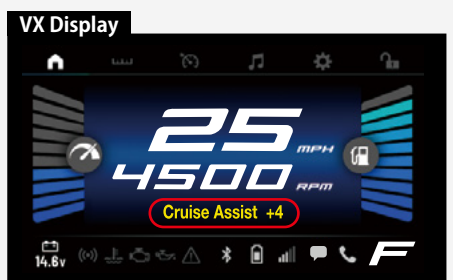 VX Display
25 MPH
4500 RPM
Cruise Assist +4
14.6v
F